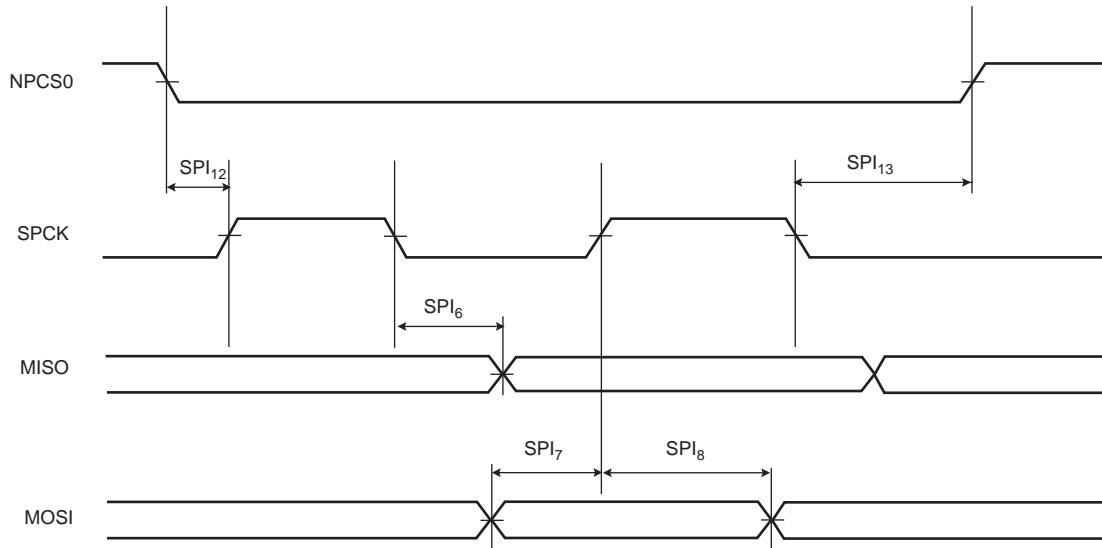 NPCS0
SPI₁₂
SPI₁₃
SPCK
SPI₆
MISO
SPI₇
SPI₈
MOSI